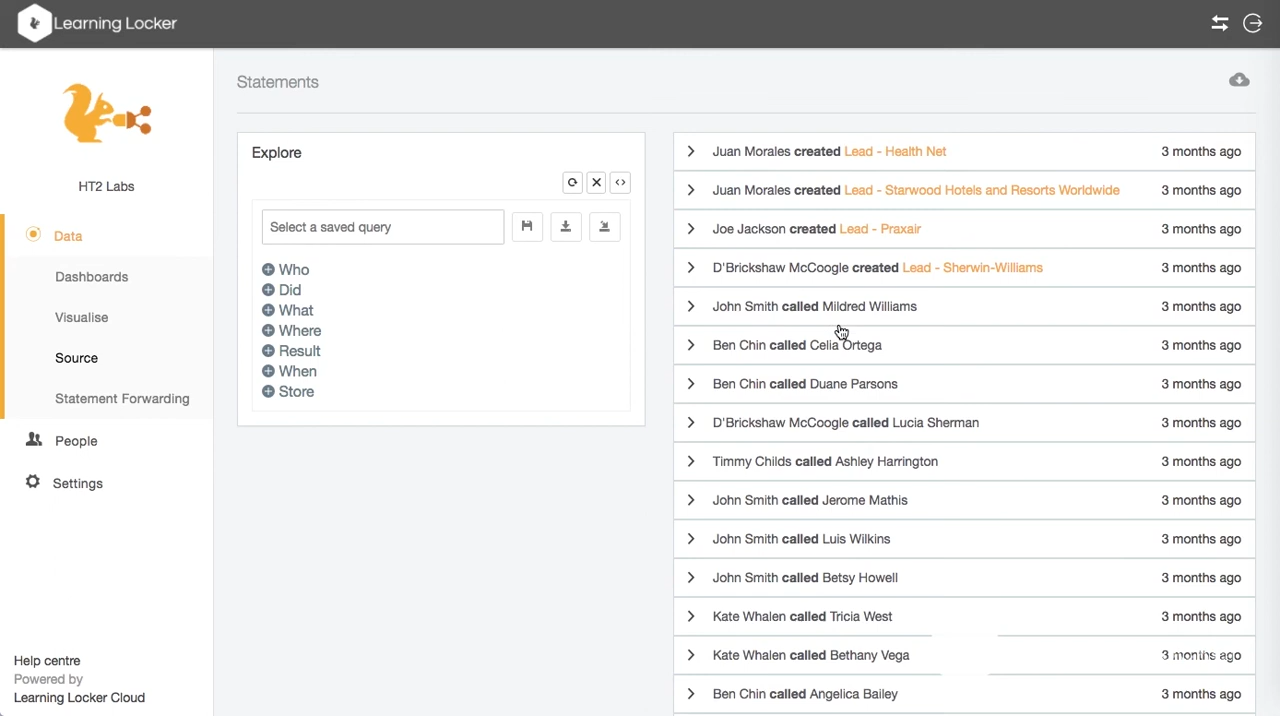 Learning Locker
HT2 Labs
Data
Dashboards
Visualise
Source
Statement Forwarding
People
Settings
Help centre
Powered by
Learning Locker Cloud
Statements
Explore
Select a saved query
Who
Did
What
Where
Result
When
Store
Juan Morales created Lead - Health Net 3 months ago
Juan Morales created Lead - Starwood Hotels and Resorts Worldwide 3 months ago
Joe Jackson created Lead - Praxair 3 months ago
D'Brickshaw McCoogle created Lead - Sherwin-Williams 3 months ago
John Smith called Mildred Williams 3 months ago
Ben Chin called Celia Ortega 3 months ago
Ben Chin called Duane Parsons 3 months ago
D'Brickshaw McCoogle called Lucia Sherman 3 months ago
Timmy Childs called Ashley Harrington 3 months ago
John Smith called Jerome Mathis 3 months ago
John Smith called Luis Wilkins 3 months ago
John Smith called Betsy Howell 3 months ago
Kate Whalen called Tricia West 3 months ago
Kate Whalen called Bethany Vega 3 months ago
Ben Chin called Angelica Bailey 3 months ago